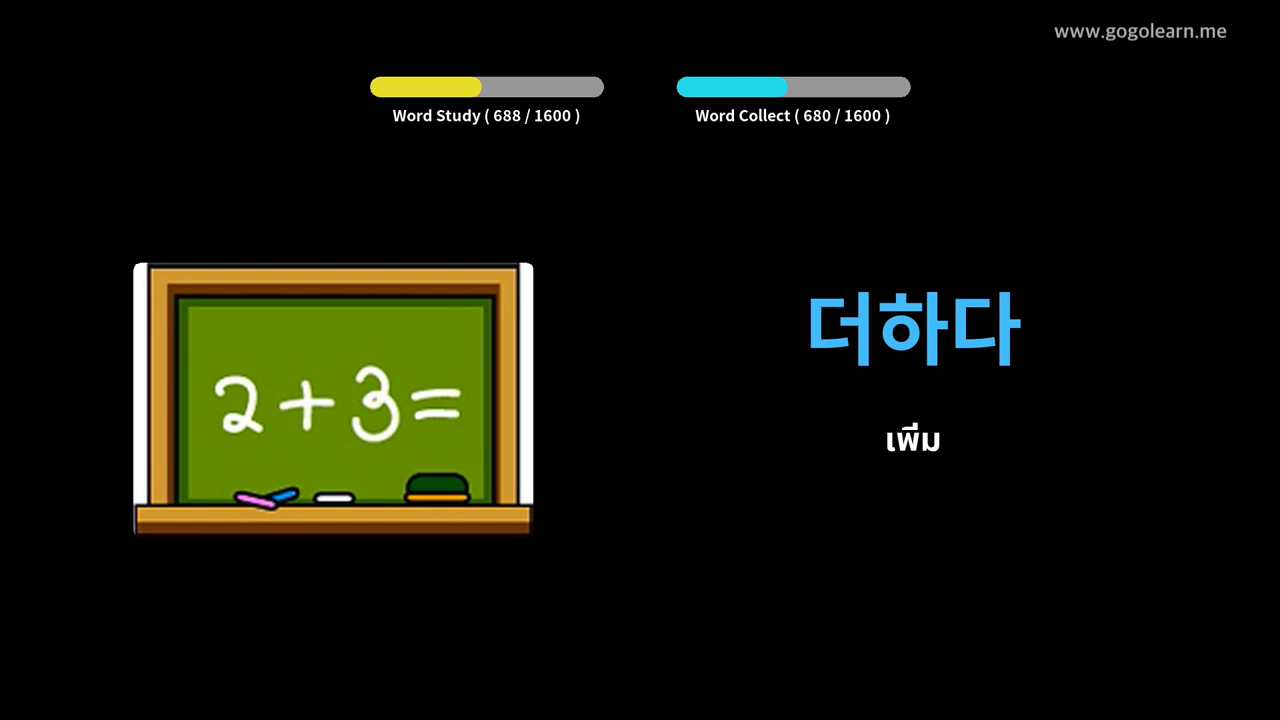 www.gogolearn.me
Word Study ( 688 / 1600 )
Word Collect ( 680 / 1600 )
2+3=
더하다
เพิ่ม